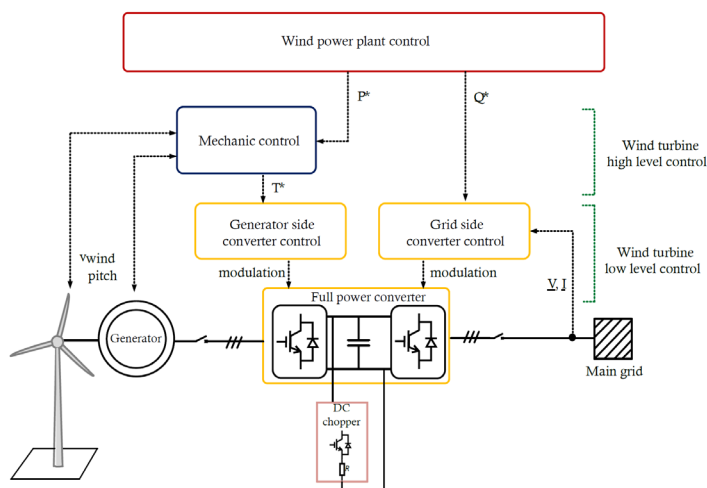 Wind power plant control
P*
Q*
Mechanic control
Wind turbine
high level control
T*
Generator side
converter control
Grid side
converter control
Wind turbine
low level control
vwind
pitch
modulation
modulation
V, I
Full power converter
Generator
Main grid
DC
chopper
R